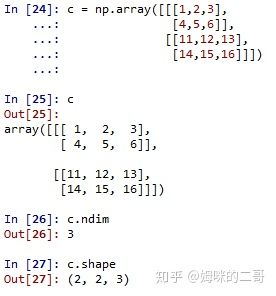 In [24]: c = np.array([[[1,2,3],
...: [4,5,6]],
...: [[11,12,13],
...: [14,15,16]]])
...:
In [25]: c
Out[25]:
array([[[ 1, 2, 3],
[ 4, 5, 6]],
[[11, 12, 13],
[14, 15, 16]]])
In [26]: c.ndim
Out[26]: 3
In [27]: c.shape
Out[27]: (2, 2, 3)
知乎 @姆咪的二哥